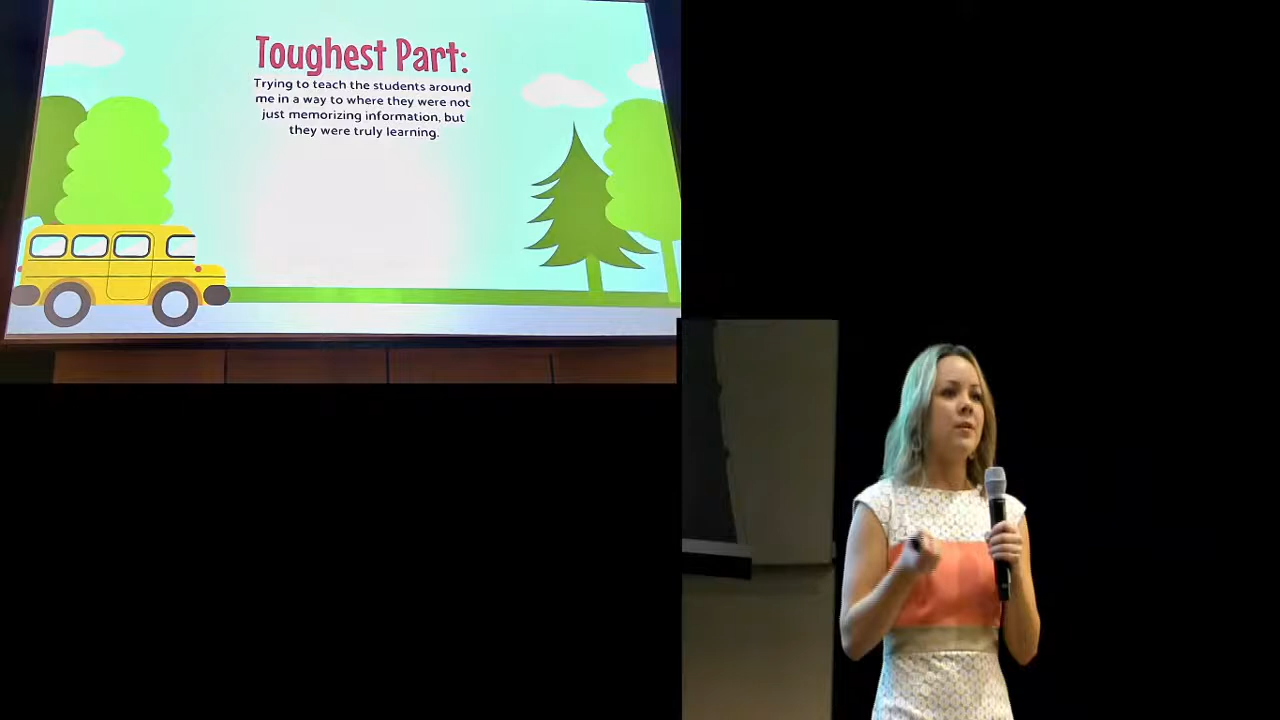 Toughest Part:
Trying to teach the students around
me in a way to where they were not
just memorizing information, but
they were truly learning.